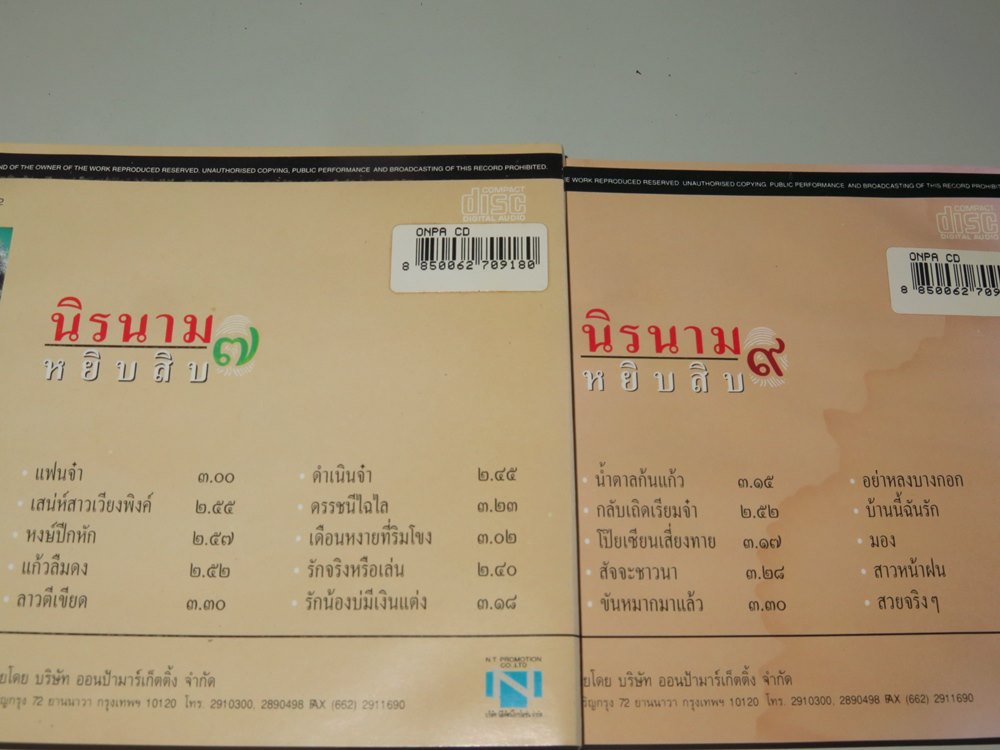 ND OF THE OWNER OF THE WORK REPRODUCED RESERVED. UNAUTHORISED COPYING, PUBLIC PERFORMANCE AND BROADCASTING OF THIS RECORD PROHIBITED.
COMPACT
disc
DIGITAL AUDIO
ONPA CD
8 850062 709180
นิรนาม ๗
หยิบสิบ
• แฟนจ๋า ๓.๐๐
• เสน่ห์สาวเวียงพิงค์ ๒.๕๕
• หงษ์ปีกหัก ๒.๕๗
• แก้วลืมดง ๒.๕๒
ลาวตีเขียด ๓.๓๐
• ดำเนินจ๋า ๒.๔๕
• ดรรชนีไฉไล ๓.๒๓
• เดือนหงายที่ริมโขง ๓.๐๒
• รักจริงหรือเล่น ๒.๔๐
• รักน้องบ่มีเงินแต่ง ๓.๑๘
ยโดย บริษัท ออนป้ามาร์เก็ตติ้ง จำกัด
ญกรุง 72 ยานนาวา กรุงเทพฯ 10120 โทร. 2910300, 2890498 FAX (662) 2911690
N.T PROMOTION
CO.,LTD
N
E WORK REPRODUCED RESERVED. UNAUTHORISED COPYING, PUBLIC PERFORMANCE AND BROADCASTING OF THIS RECORD PROHIBIT
COMPACT
disc
DIGITAL AUDIO
ONPA CD
8 850062 709
นิรนาม ๙
หยิบสิบ
• น้ำตาลก้นแก้ว ๓.๑๕
• กลับเถิดเรียมจ๋า ๒.๕๒
• โป๊ยเซียนเสี่ยงทาย ๓.๑๗
• สัจจะชาวนา ๓.๒๘
• ขันหมากมาแล้ว ๓.๓๐
• อย่าหลงบางกอก
• บ้านนี้ฉันรัก
• มอง
• สาวหน้าฝน
• สวยจริงๆ
ยโดย บริษัท ออนป้ามาร์เก็ตติ้ง จำกัด
ริญกรุง 72 ยานนาวา กรุงเทพฯ 10120 โทร. 2910300, 2890498 FAX (662) 2911690